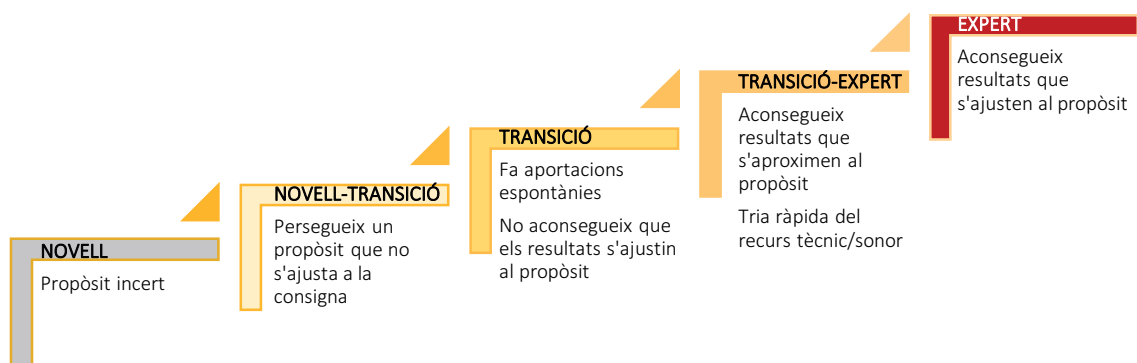 NOVELL
Propòsit incert
NOVELL-TRANSICIÓ
Persegueix un
propòsit que no
s'ajusta a la
consigna
TRANSICIÓ
Fa aportacions
espontànies
No aconsegueix que
els resultats s'ajustin
al propòsit
TRANSICIÓ-EXPERT
Aconsegueix
resultats que
s'aproximen al
propòsit
Tria ràpida del
recurs tècnic/sonor
EXPERT
Aconsegueix
resultats que
s'ajusten al propòsit